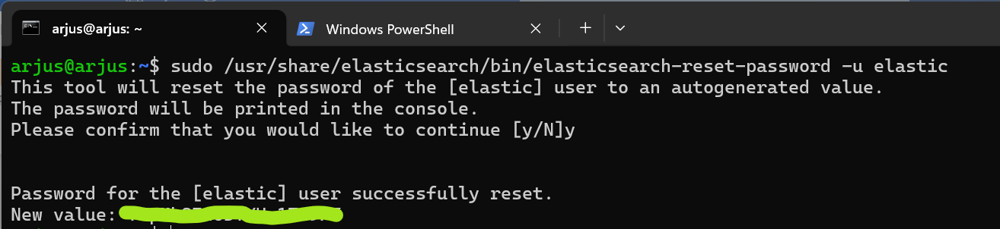 arjus@arjus: ~
Windows PowerShell
arjus@arjus:~$ sudo /usr/share/elasticsearch/bin/elasticsearch-reset-password -u elastic
This tool will reset the password of the [elastic] user to an autogenerated value.
The password will be printed in the console.
Please confirm that you would like to continue [y/N]y
Password for the [elastic] user successfully reset.
New value: